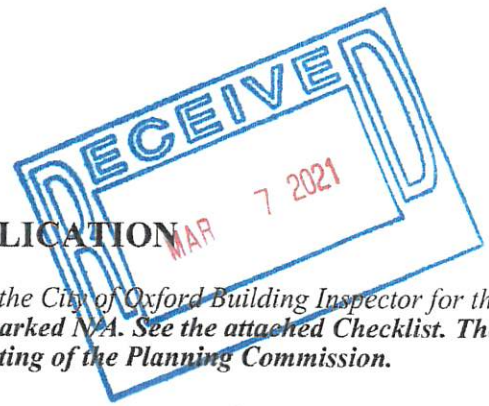 RECEIVED
MAR 7 2021
LICATION
the City of Oxford Building Inspector for th
arked N/A. See the attached Checklist. Th
ting of the Planning Commission.